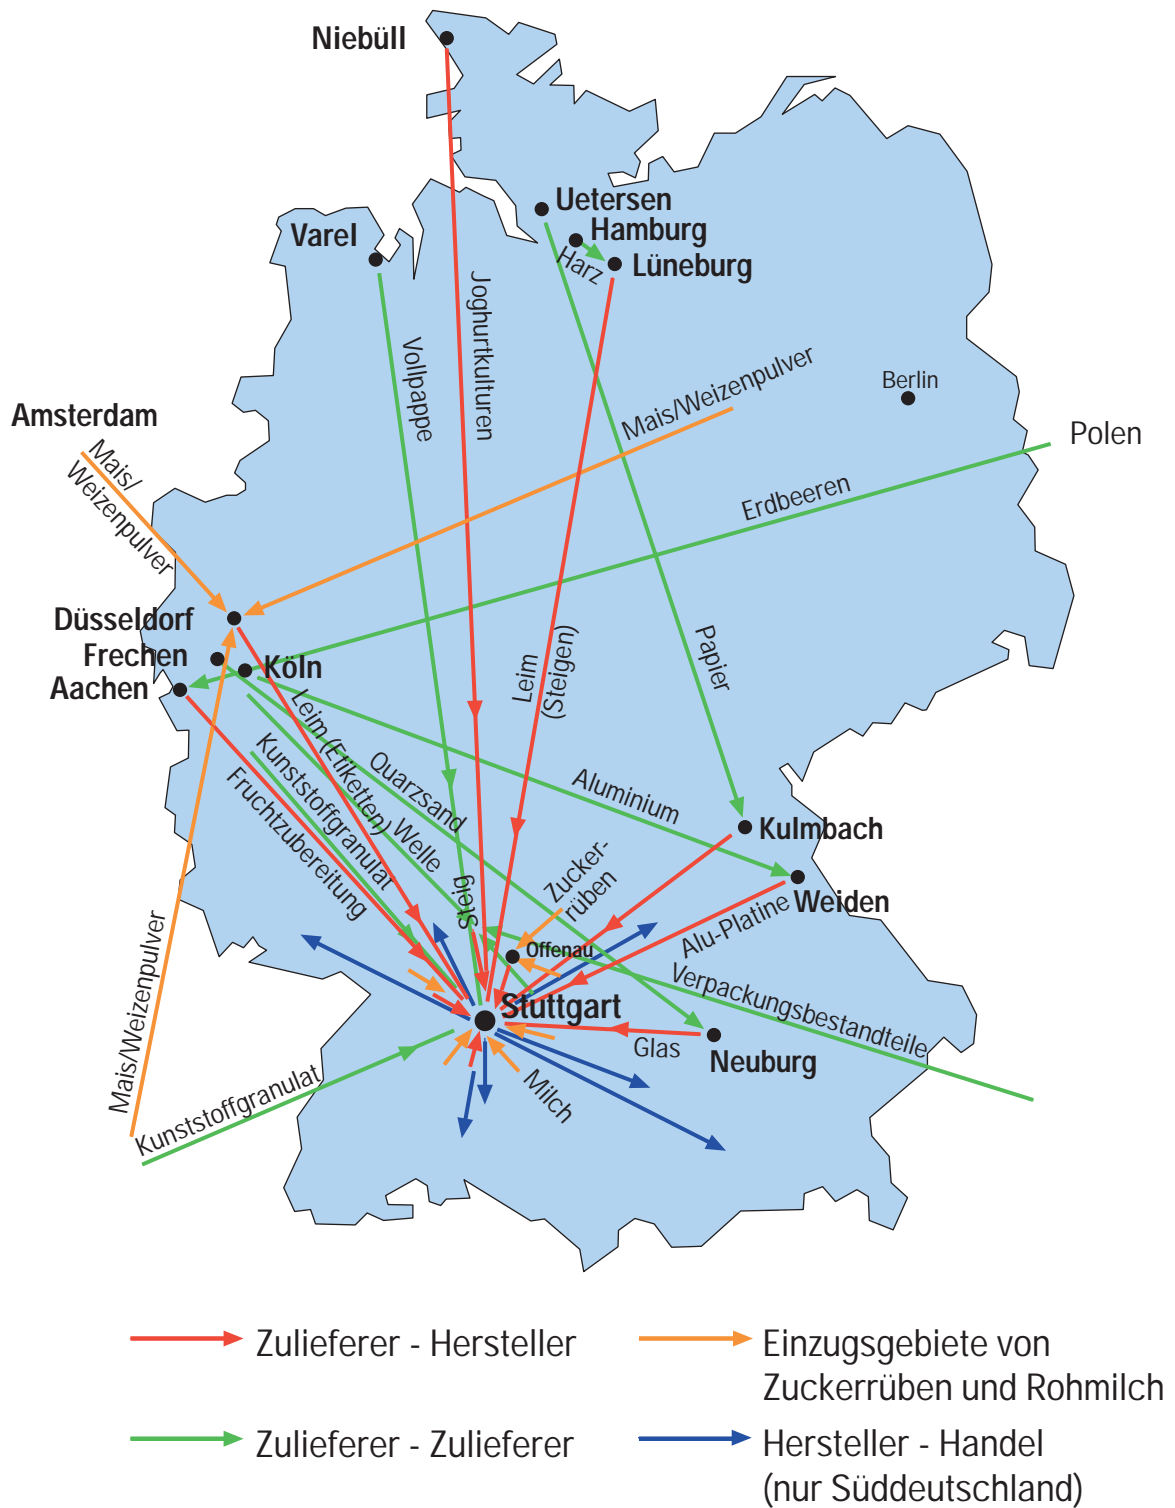 Niebüll
Uetersen
Hamburg
Varel
Harz
Lüneburg
Joghurtkulturen
Vollpappe
Mais/Weizenpulver
Berlin
Amsterdam
Mais/
Weizenpulver
Polen
Erdbeeren
Düsseldorf
Frechen
Köln
Aachen
Leim
(Steigen)
Papier
Leim (Etiketten)
Kunststoffgranulat
Fruchtzubereitung
Quarzsand
Welle
Aluminium
Kulmbach
Steig
Zucker-
rüben
Weiden
Alu-Platine
Offenau
Verpackungsbestandteile
Mais/Weizenpulver
Stuttgart
Glas
Neuburg
Milch
Kunststoffgranulat
Zulieferer - Hersteller
Einzugsgebiete von
Zuckerrüben und Rohmilch
Zulieferer - Zulieferer
Hersteller - Handel
(nur Süddeutschland)